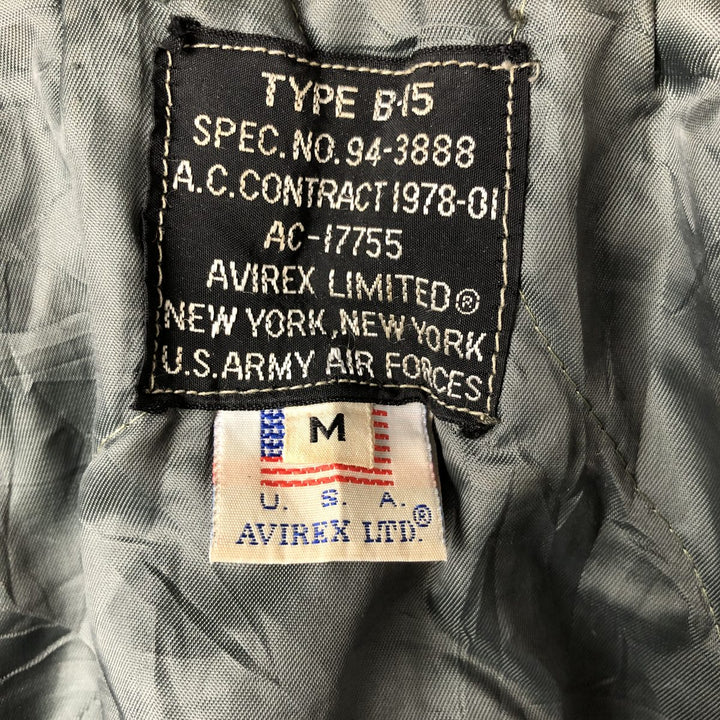 TYPE B-15
SPEC. NO. 94-3888
A.C. CONTRACT 1978-01
AC-17755
AVIREX LIMITED®
NEW YORK, NEW YORK
U.S. ARMY AIR FORCES
M
U. S. A.
AVIREX LTD.®